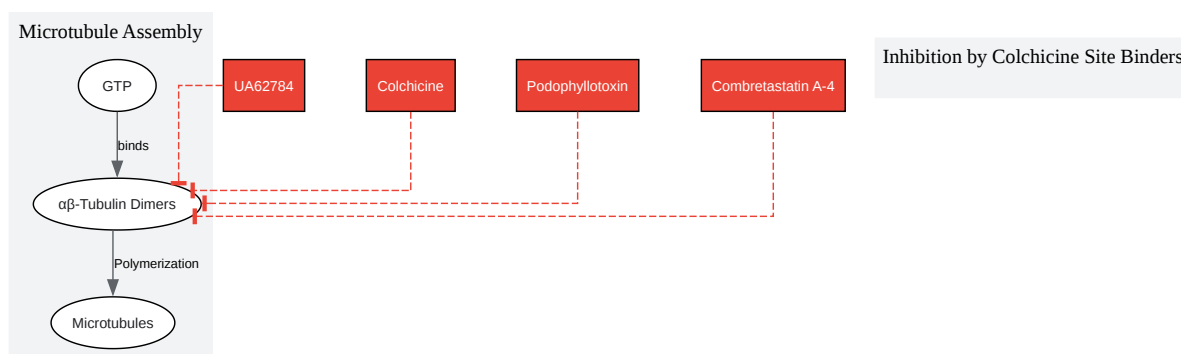 Microtubule Assembly
Inhibition by Colchicine Site Binders
GTP
UA62784
Colchicine
Podophyllotoxin
Combretastatin A-4
binds
αβ-Tubulin Dimers
Polymerization
Microtubules